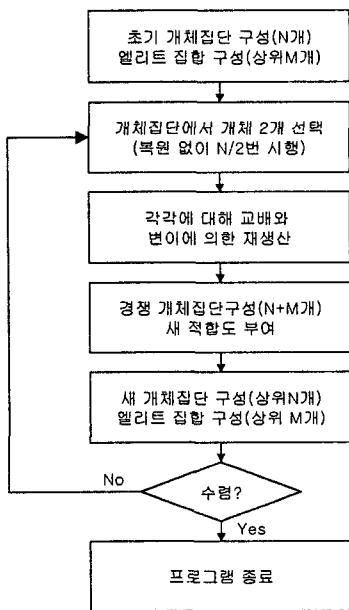 초기 개체집단 구성(N개)
엘리트 집합 구성(상위M개)
개체집단에서 개체 2개 선택
(복원 없이 N/2번 시행)
각각에 대해 교배와
변이에 의한 재생산
경쟁 개체집단구성(N+M개)
새 적합도 부여
새 개체집단 구성(상위N개)
엘리트 집합 구성(상위 M개)
No
수렴?
Yes
프로그램 종료